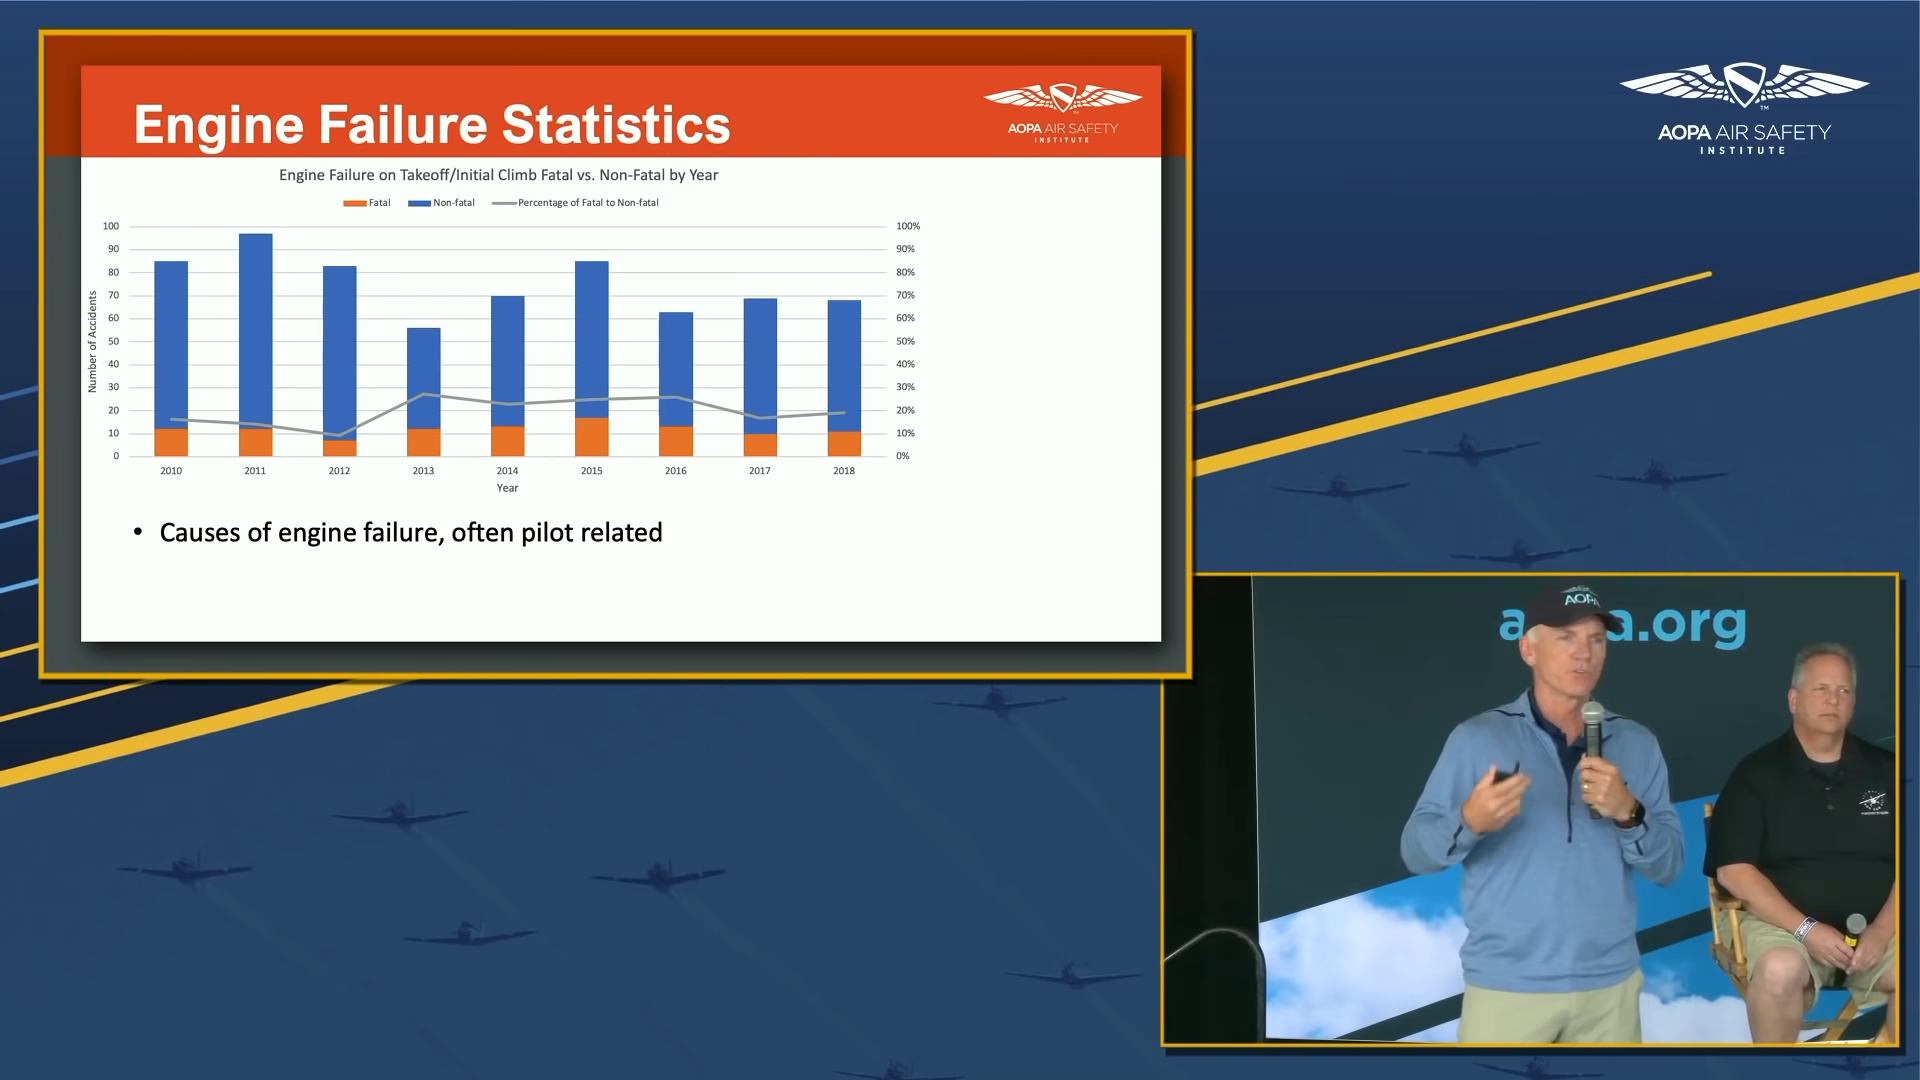 Engine Failure Statistics
AOPA AIR SAFETY
INSTITUTE
Engine Failure on Takeoff/Initial Climb Fatal vs. Non-Fatal by Year
Fatal Non-fatal Percentage of Fatal to Non-fatal
100 100%
90 90%
80 80%
70 70%
60 60%
50 50%
40 40%
30 30%
20 20%
10 10%
0 0%
Number of Accidents
2010 2011 2012 2013 2014 2015 2016 2017 2018
Year
• Causes of engine failure, often pilot related
TM
AOPA AIR SAFETY
INSTITUTE
AOPA
a a.org